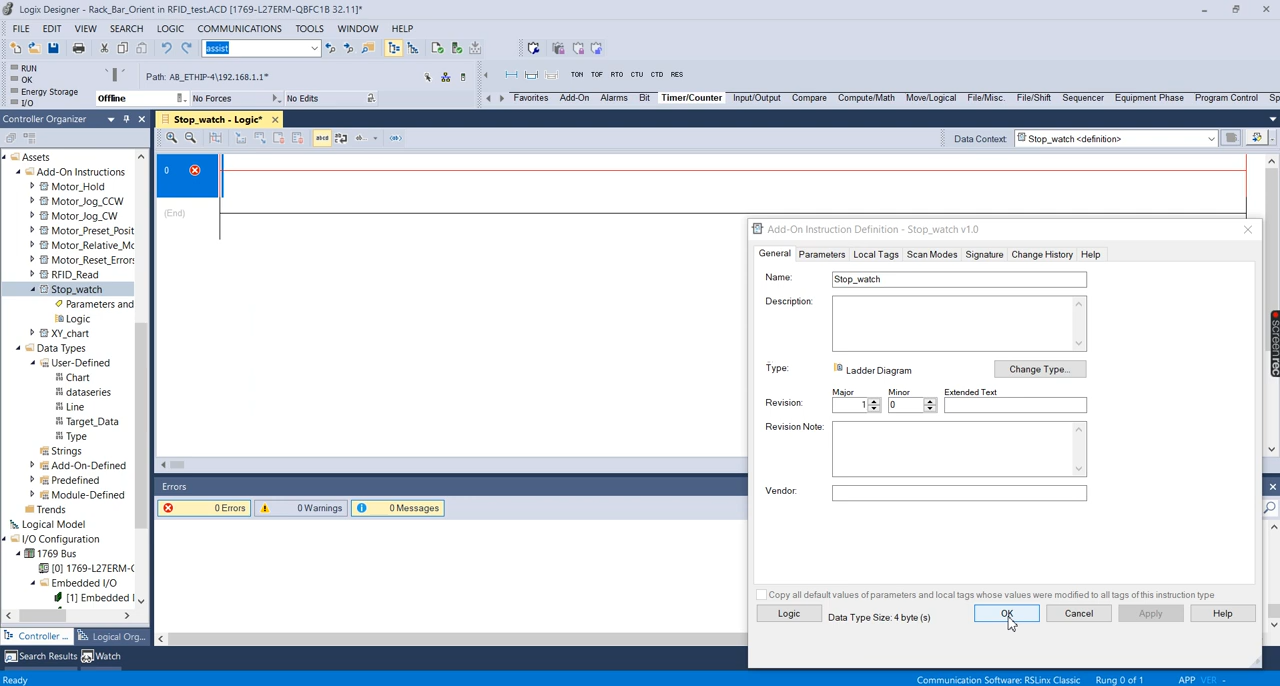 Logix Designer - Rack_Bar_Orient in RFID_test.ACD [1769-L27ERM-QBFC1B 32.11]*
FILE EDIT VIEW SEARCH LOGIC COMMUNICATIONS TOOLS WINDOW HELP
assist
RUN
OK
Energy Storage
I/O
Path: AB_ETHIP-4\192.168.1.1*
Offline No Forces No Edits
TON TOF RTO CTU CTD RES
Favorites Add-On Alarms Bit Timer/Counter Input/Output Compare Compute/Math Move/Logical File/Misc. File/Shift Sequencer Equipment Phase Program Control Sp
Controller Organizer
Stop_watch - Logic*
Data Context: Stop_watch <definition>
Assets
Add-On Instructions
Motor_Hold
Motor_Jog_CCW
Motor_Jog_CW
Motor_Preset_Posit
Motor_Relative_Mc
Motor_Reset_Errors
RFID_Read
Stop_watch
Parameters and
Logic
XY_chart
Data Types
User-Defined
Chart
dataseries
Line
Target_Data
Type
Strings
Add-On-Defined
Predefined
Module-Defined
Trends
Logical Model
I/O Configuration
1769 Bus
[0] 1769-L27ERM-Q
Embedded I/O
[1] Embedded I
Controller ... Logical Org...
Search Results Watch
Ready
0
(End)
Errors
0 Errors 0 Warnings 0 Messages
Add-On Instruction Definition - Stop_watch v1.0
General Parameters Local Tags Scan Modes Signature Change History Help
Name: Stop_watch
Description:
Type: Ladder Diagram Change Type...
Major Minor Extended Text
Revision: 1 0
Revision Note:
Vendor:
Copy all default values of parameters and local tags whose values were modified to all tags of this instruction type
Logic Data Type Size: 4 byte (s) OK Cancel Apply Help
screenrec
Communication Software: RSLinx Classic Rung 0 of 1 APP VER